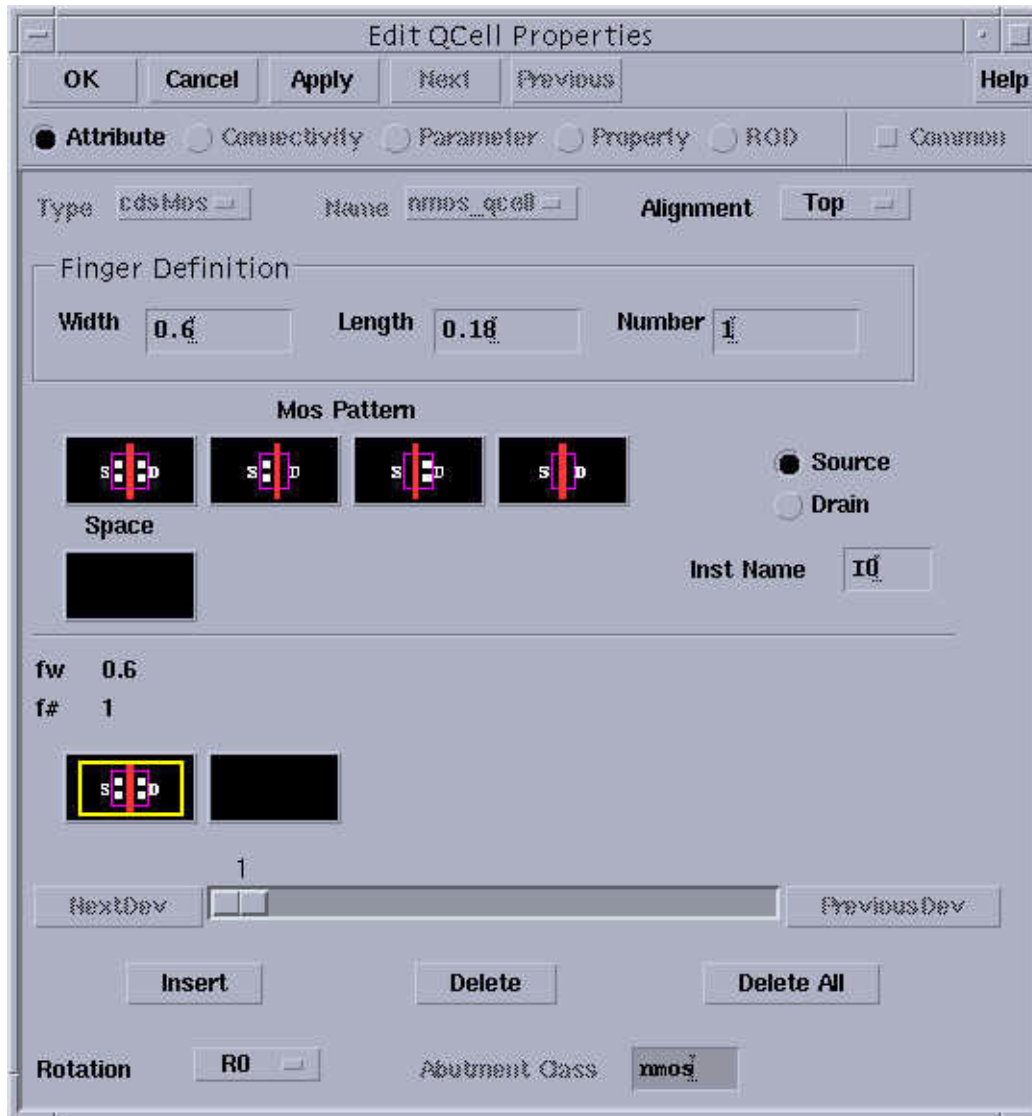 Edit QCell Properties
OK Cancel Apply Next Previous Help
Attribute Connectivity Parameter Property ROD Common
Type cdsMos Name nmos_qcell Alignment Top
Finger Definition
Width 0.6 Length 0.18 Number 1
Mos Pattern
S D S D S D S D
Source
Drain
Space
Inst Name I0
fw 0.6
f# 1
S D
1
NextDev PreviousDev
Insert Delete Delete All
Rotation R0 Abutment Class nmos